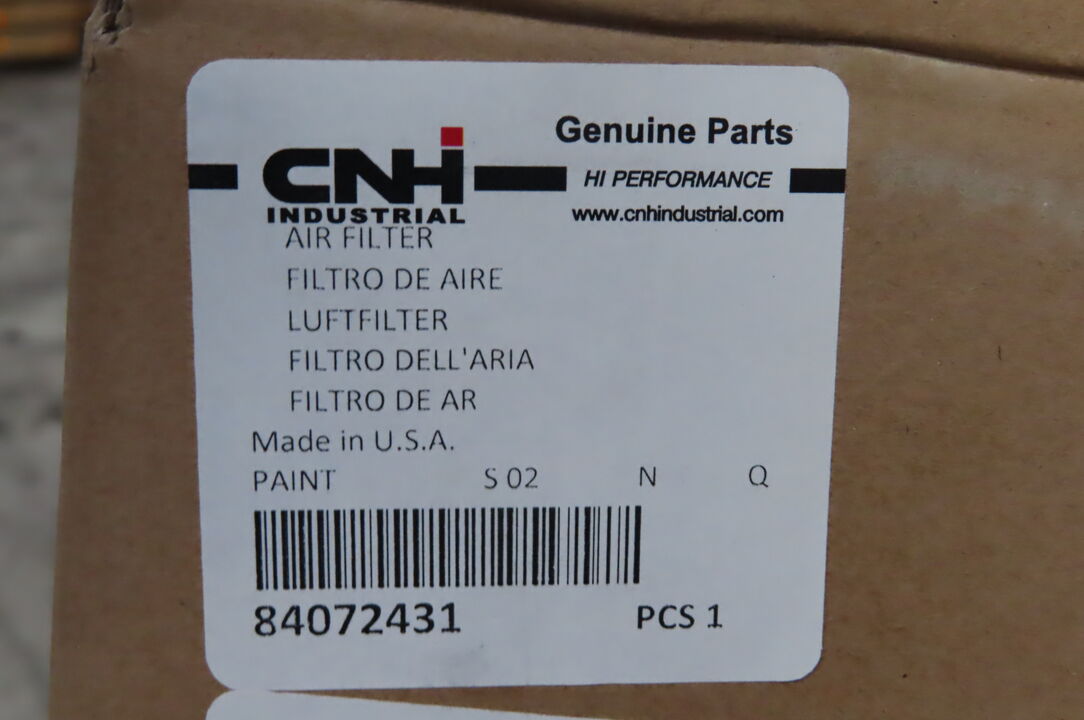 CNHi
INDUSTRIAL
Genuine Parts
HI PERFORMANCE
www.cnhindustrial.com
AIR FILTER
FILTRO DE AIRE
LUFTFILTER
FILTRO DELL'ARIA
FILTRO DE AR
Made in U.S.A.
PAINT S 02 N Q
84072431 PCS 1